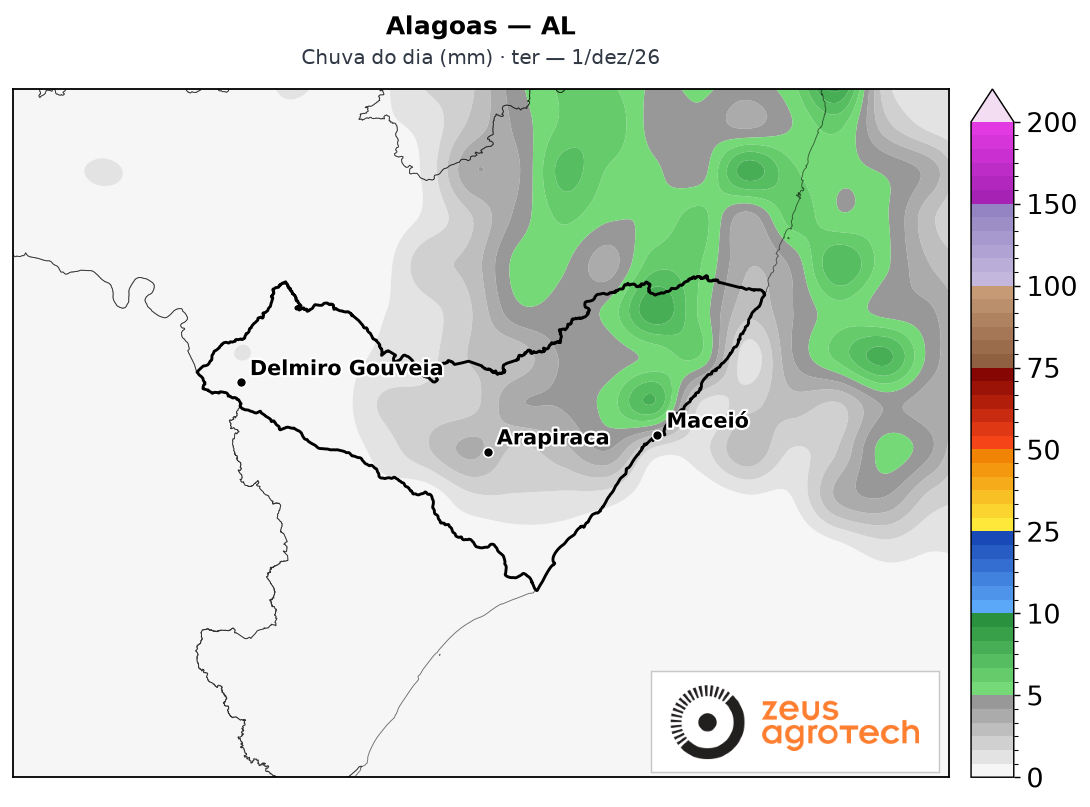 Alagoas — AL
Chuva do dia (mm) · ter — 1/dez/26
200
150
100
75
50
25
10
5
0
Delmiro Gouveia
Maceió
Arapiraca
zeus
agrotech